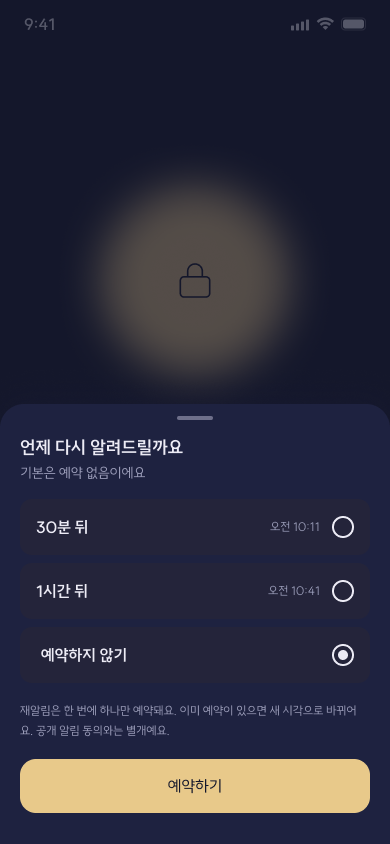 9:41
언제 다시 알려드릴까요
기본은 예약 없음이에요
30분 뒤 오전 10:11
1시간 뒤 오전 10:41
예약하지 않기
재알림은 한 번에 하나만 예약돼요. 이미 예약이 있으면 새 시각으로 바뀌어
요. 공개 알림 동의와는 별개예요.
예약하기